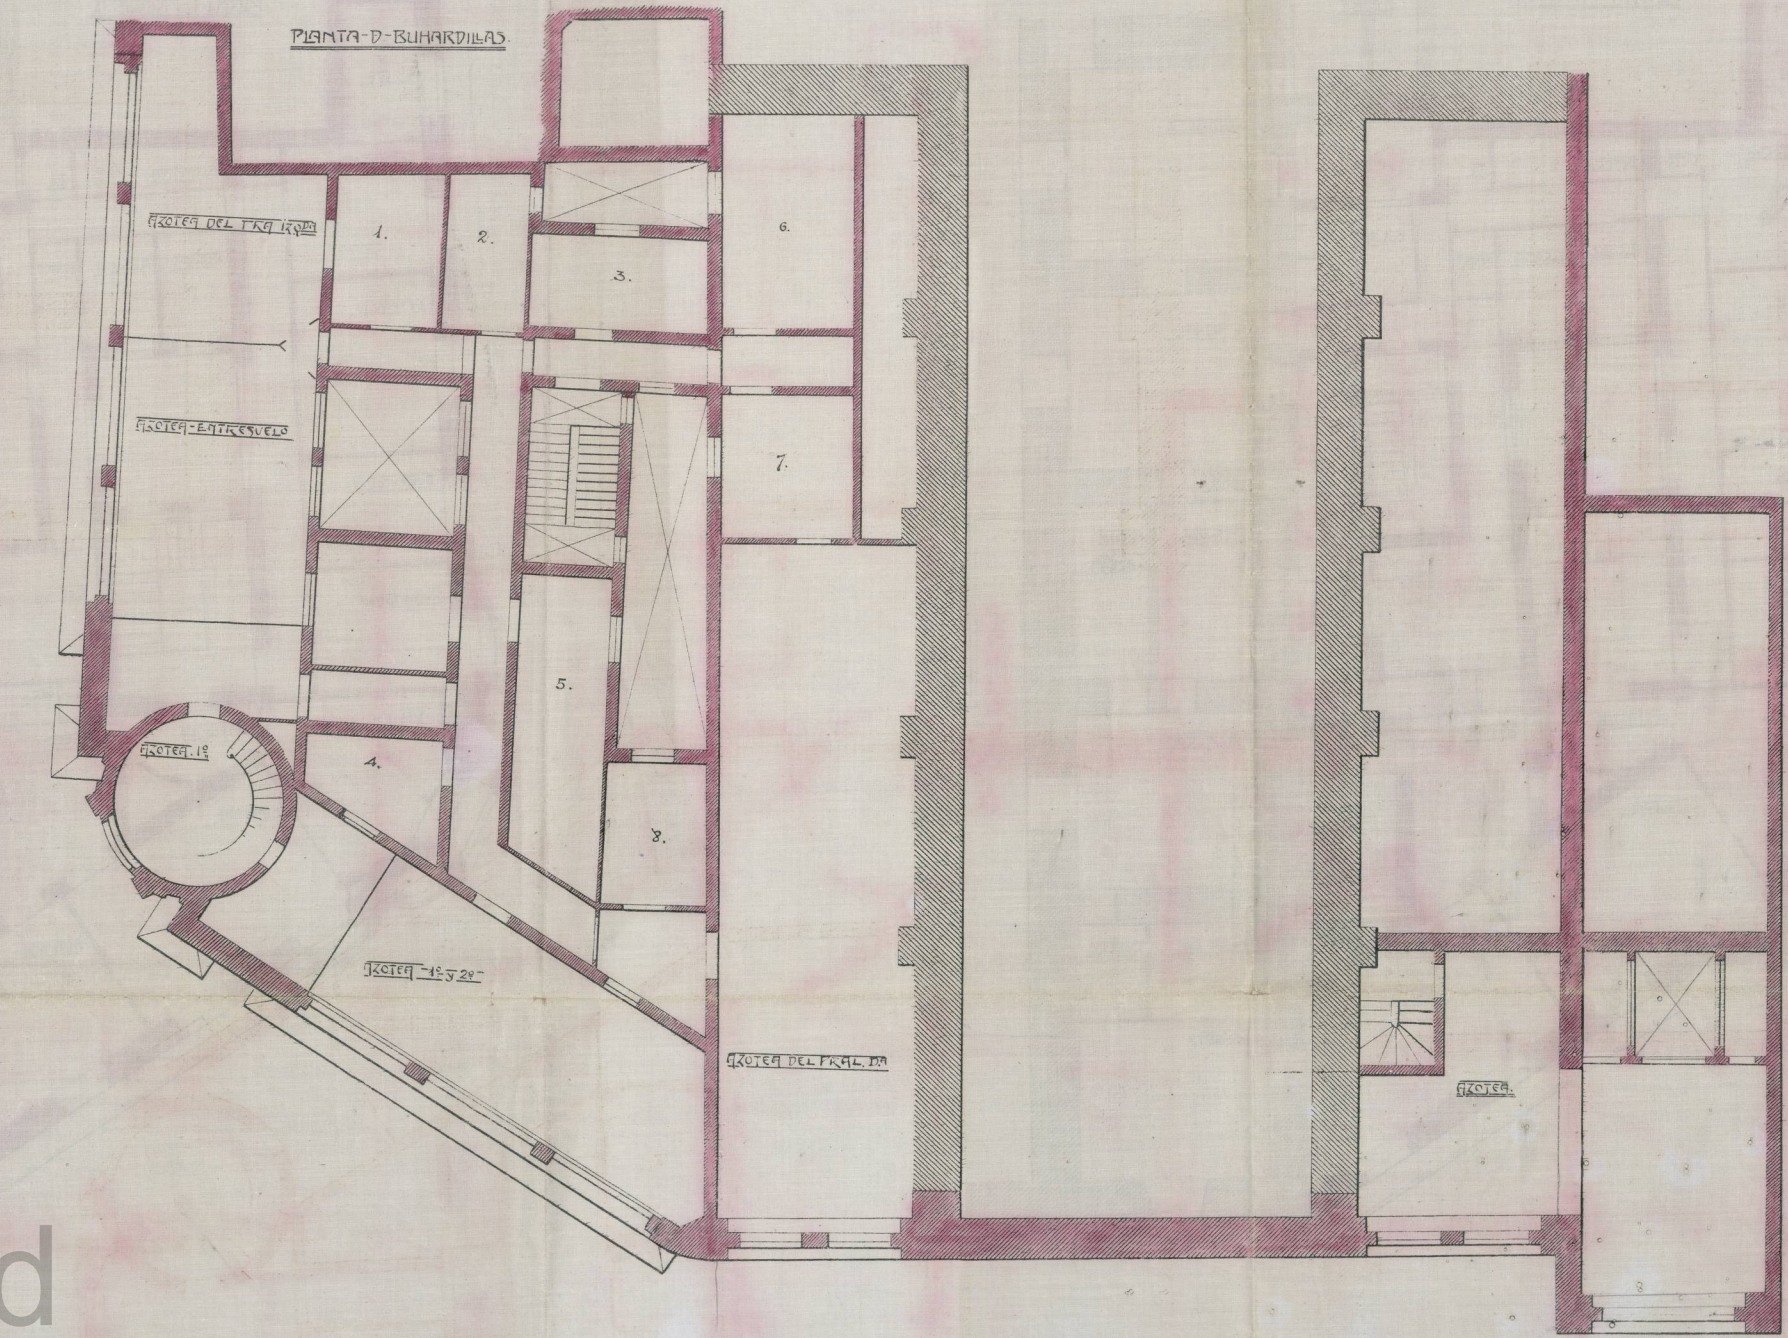 PLANTA-D-BUHARDILLAS.
AZOTEA DEL PRAL IZQDA
1.
2.
3.
6.
AZOTEA-ENTRESUELO
7.
5.
AZOTEA.1º
4.
8.
AZOTEA -1º y 2º-
AZOTEA DEL PRAL. DA
AZOTEA.
d